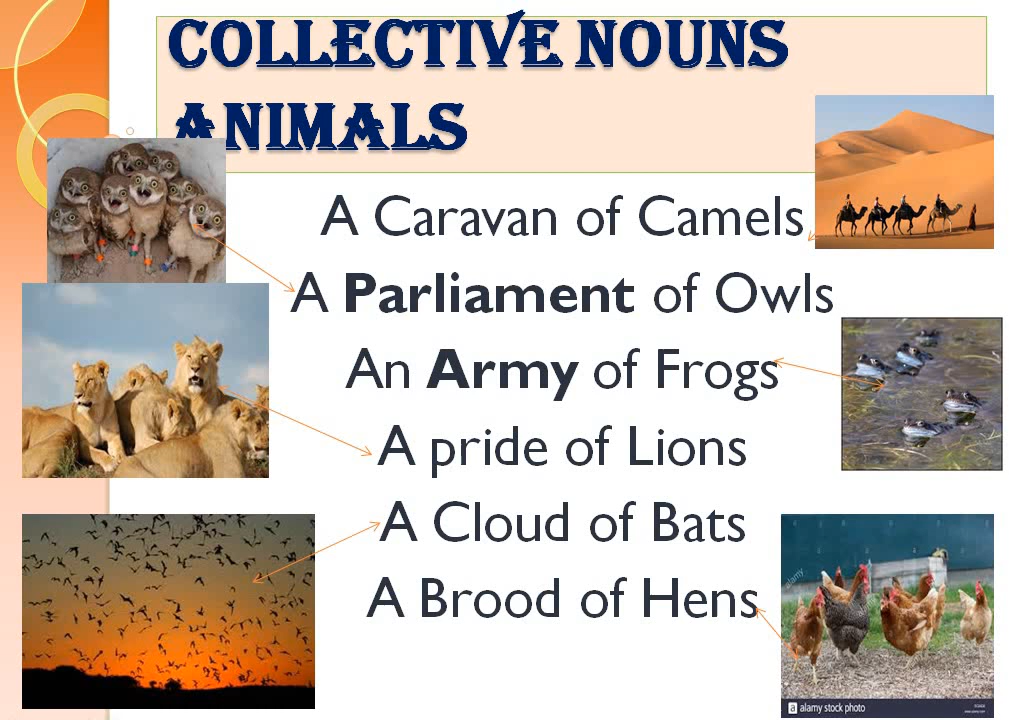 COLLECTIVE NOUNS
ANIMALS
A Caravan of Camels
A Parliament of Owls
An Army of Frogs
A pride of Lions
A Cloud of Bats
A Brood of Hens
alamy
a alamy stock photo